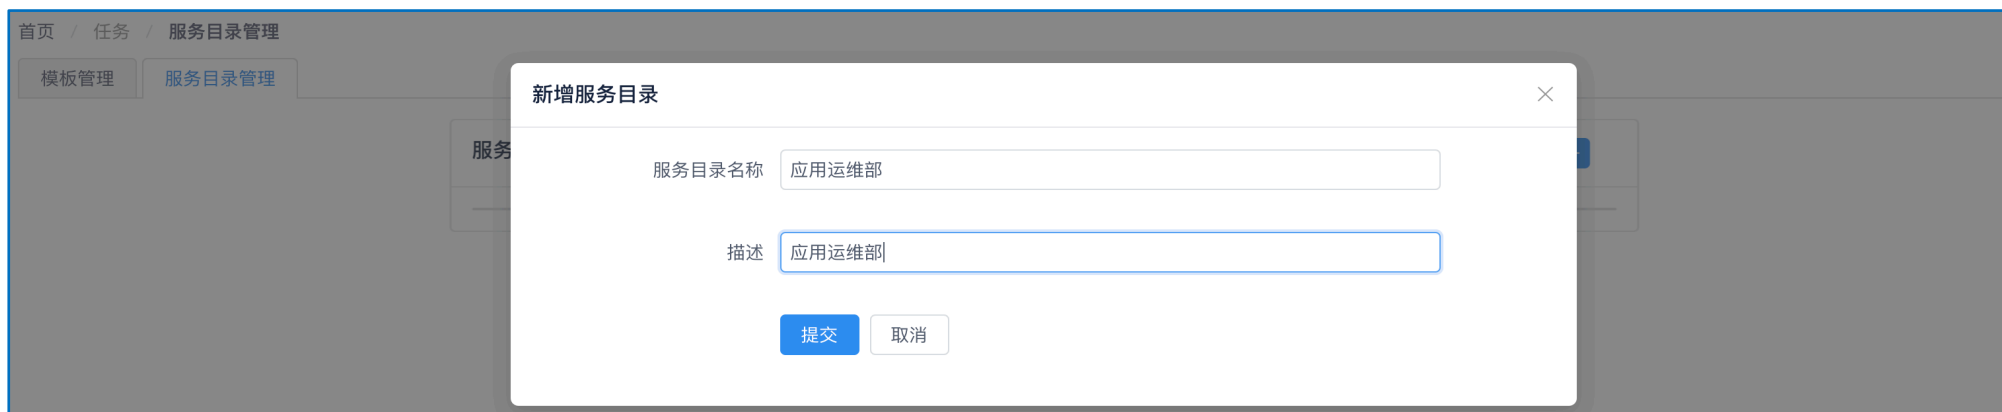 首页 / 任务 / 服务目录管理
模板管理 服务目录管理
新增服务目录
服务
服务目录名称 应用运维部
描述 应用运维部
提交 取消